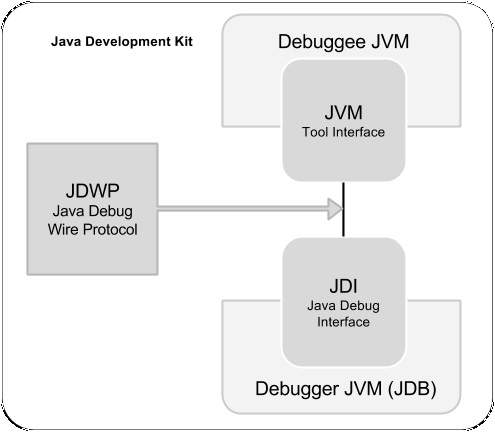 Java Development Kit
Debuggee JVM
JVM
Tool Interface
JDWP
Java Debug
Wire Protocol
JDI
Java Debug
Interface
Debugger JVM (JDB)